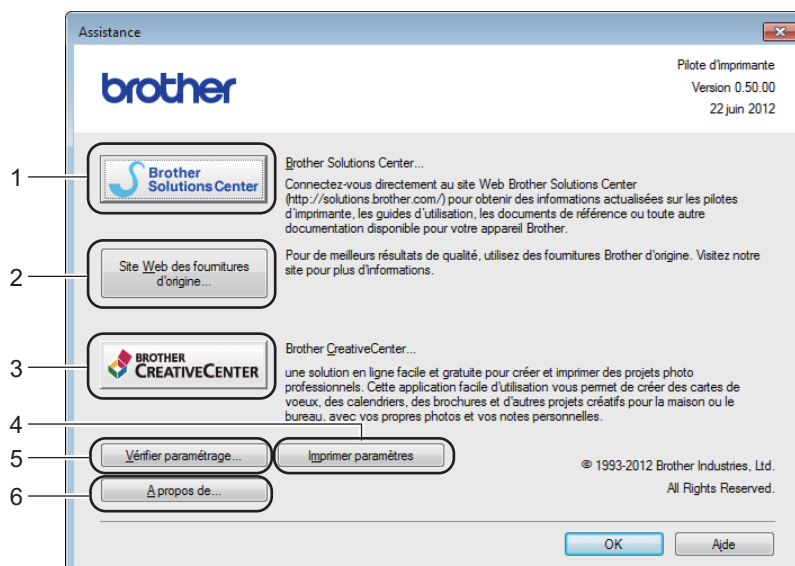 Assistance
brother
Pilote d'imprimante
Version 0.50.00
22 juin 2012
1
Brother
Solutions Center
Brother Solutions Center...
Connectez-vous directement au site Web Brother Solutions Center
(http://solutions.brother.com/) pour obtenir des informations actualisées sur les pilotes
d'imprimante, les guides d'utilisation, les documents de référence ou toute autre
documentation disponible pour votre appareil Brother.
2
Site Web des fournitures
d'origine...
Pour de meilleurs résultats de qualité, utilisez des fournitures Brother d'origine. Visitez notre
site pour plus d'informations.
3
BROTHER
CREATIVECENTER
Brother CreativeCenter...
une solution en ligne facile et gratuite pour créer et imprimer des projets photo
professionnels. Cette application facile d'utilisation vous permet de créer des cartes de
voeux, des calendriers, des brochures et d'autres projets créatifs pour la maison ou le
bureau, avec vos propres photos et vos notes personnelles.
4
5
Vérifier paramétrage...
Imprimer paramètres
© 1993-2012 Brother Industries, Ltd.
6
A propos de...
All Rights Reserved.
OK
Aide